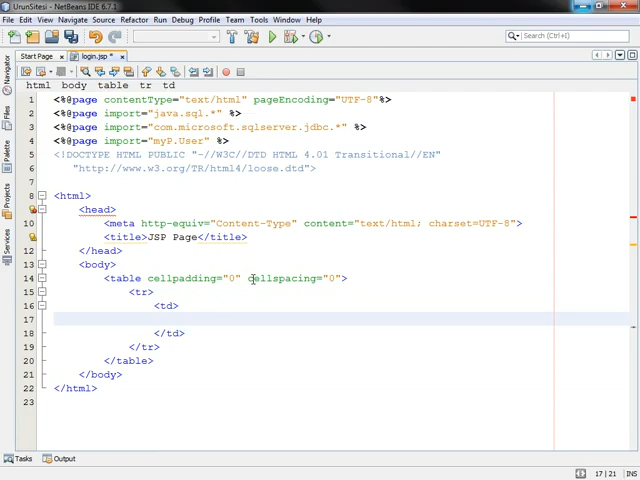 UrunSitesi - NetBeans IDE 6.7.1
File Edit View Navigate Source Refactor Run Debug Profile Team Tools Window Help
Search (Ctrl+I)
Start Page login.jsp *
html body table tr td
Navigator
Files
Palette
Projects
Services
1 <%@page contentType="text/html" pageEncoding="UTF-8"%>
2 <%@page import="java.sql.*" %>
3 <%@page import="com.microsoft.sqlserver.jdbc.*" %>
4 <%@page import="myP.User" %>
5 <!DOCTYPE HTML PUBLIC "-//W3C//DTD HTML 4.01 Transitional//EN"
6 "http://www.w3.org/TR/html4/loose.dtd">
7
8 <html>
<head>
10 <meta http-equiv="Content-Type" content="text/html; charset=UTF-8">
<title>JSP Page</title>
12 </head>
13 <body>
14 <table cellpadding="0" cellspacing="0">
15 <tr>
16 <td>
17
18 </td>
19 </tr>
20 </table>
21 </body>
22 </html>
23
Tasks Output
17 | 21 INS